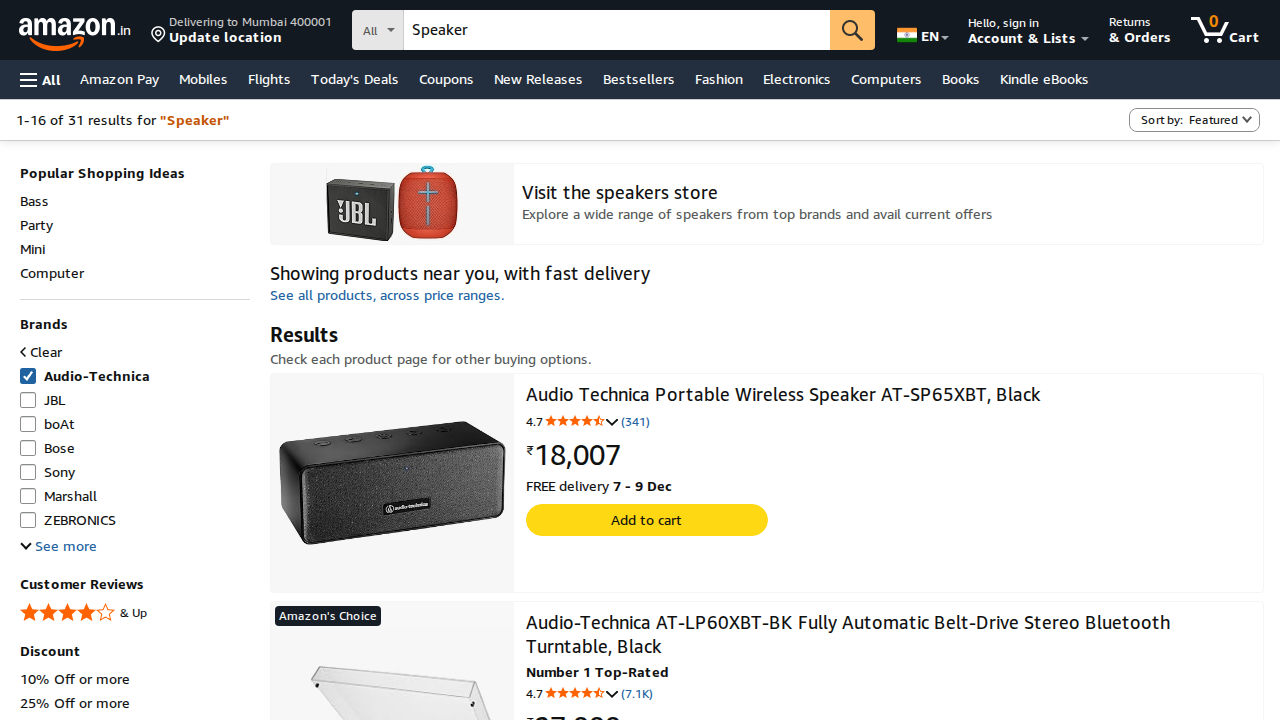 amazon.in
Delivering to Mumbai 400001
Update location
All
Speaker
EN
Hello, sign in
Account & Lists
Returns
& Orders
0
Cart
All
Amazon Pay
Mobiles
Flights
Today's Deals
Coupons
New Releases
Bestsellers
Fashion
Electronics
Computers
Books
Kindle eBooks
1-16 of 31 results for "Speaker"
Sort by: Featured
Popular Shopping Ideas
Bass
Party
Mini
Computer
Brands
Clear
Audio-Technica
JBL
boAt
Bose
Sony
Marshall
ZEBRONICS
See more
Customer Reviews
& Up
Discount
10% Off or more
25% Off or more
JBL
Visit the speakers store
Explore a wide range of speakers from top brands and avail current offers
Showing products near you, with fast delivery
See all products, across price ranges.
Results
Check each product page for other buying options.
audio-technica
Audio Technica Portable Wireless Speaker AT-SP65XBT, Black
4.7 (341)
₹18,007
FREE delivery 7 - 9 Dec
Add to cart
Amazon's Choice
Audio-Technica AT-LP60XBT-BK Fully Automatic Belt-Drive Stereo Bluetooth
Turntable, Black
Number 1 Top-Rated
4.7 (7.1K)